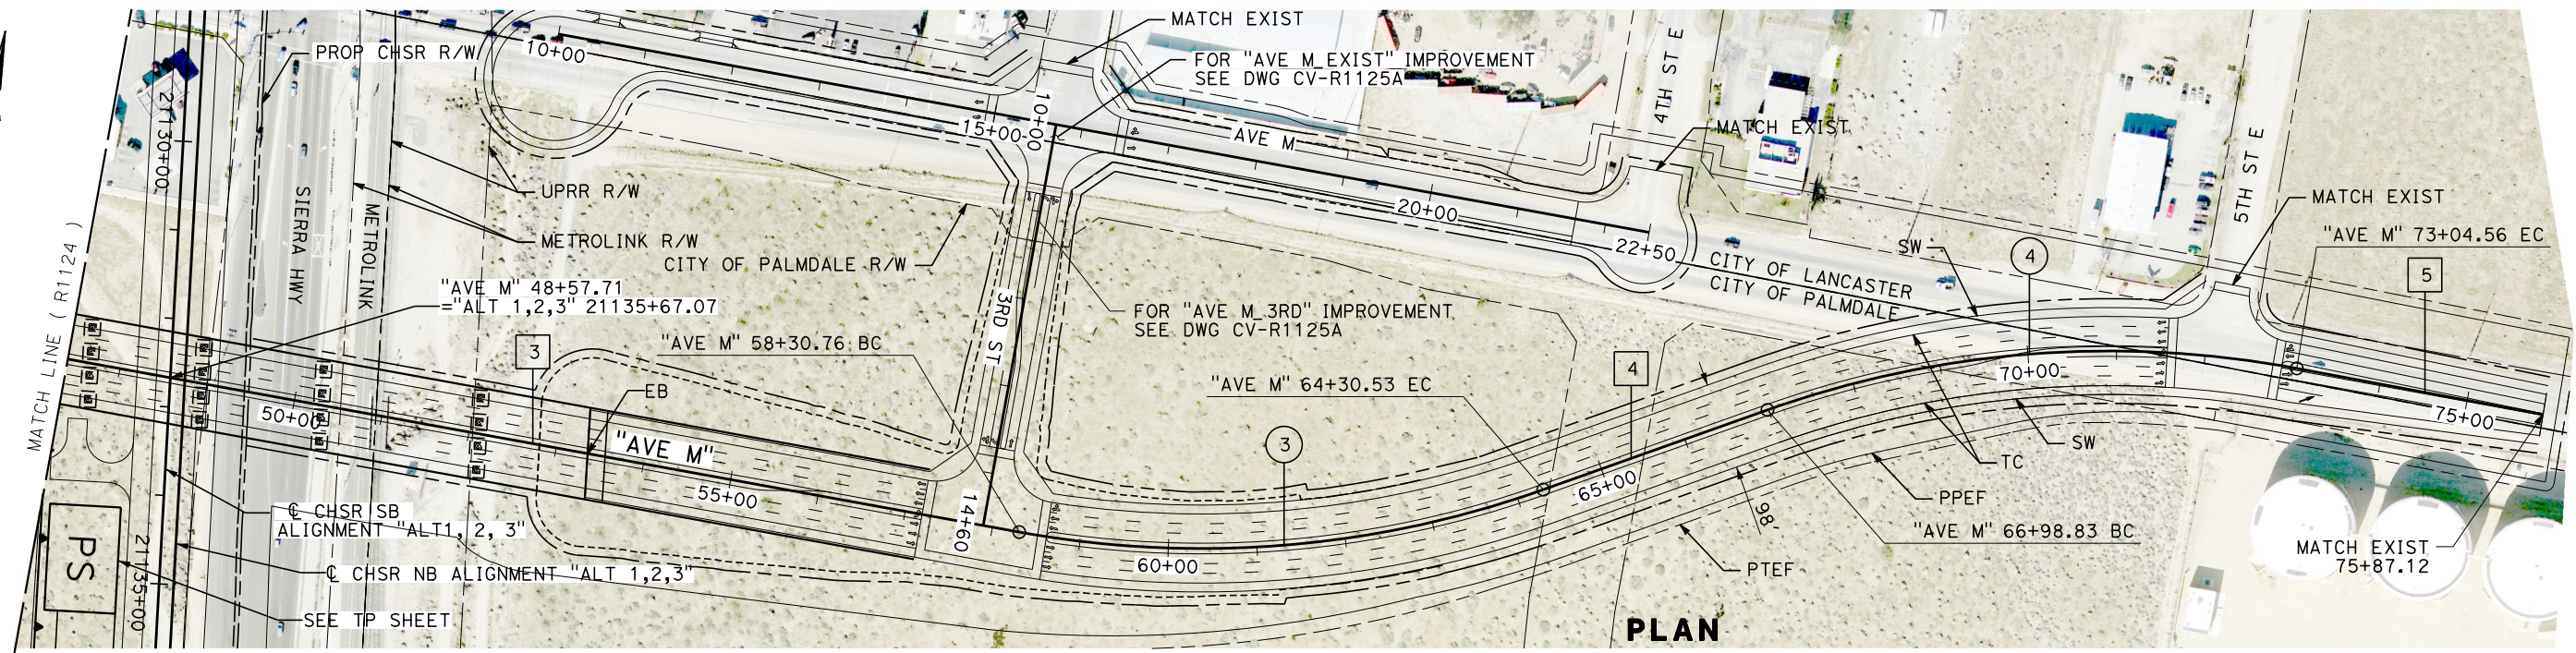 MATCH EXIST
PROP CHSR R/W
10+00
FOR "AVE M_EXIST" IMPROVEMENT
SEE DWG CV-R1125A
4TH ST E
21130+00
10+00
15+00
AVE M
MATCH EXIST
5TH ST E
UPRR R/W
SIERRA HWY
METROLINK
METROLINK R/W
CITY OF PALMDALE R/W
20+00
22+50
MATCH EXIST
SW
4
"AVE M" 73+04.56 EC
CITY OF LANCASTER
CITY OF PALMDALE
5
MATCH LINE ( R1124 )
"AVE M" 48+57.71
="ALT 1,2,3" 21135+67.07
3RD ST
FOR "AVE M_3RD" IMPROVEMENT
SEE DWG CV-R1125A
"AVE M" 58+30.76 BC
3
EB
"AVE M" 64+30.53 EC
4
70+00
50+00
"AVE M"
3
75+00
SW
TC
55+00
65+00
PPEF
98'
14+60
"AVE M" 66+98.83 BC
℄ CHSR SB
ALIGNMENT "ALT1, 2, 3"
PS
21135+00
℄ CHSR NB ALIGNMENT "ALT 1,2,3"
60+00
PTEF
MATCH EXIST
75+87.12
SEE TP SHEET
PLAN